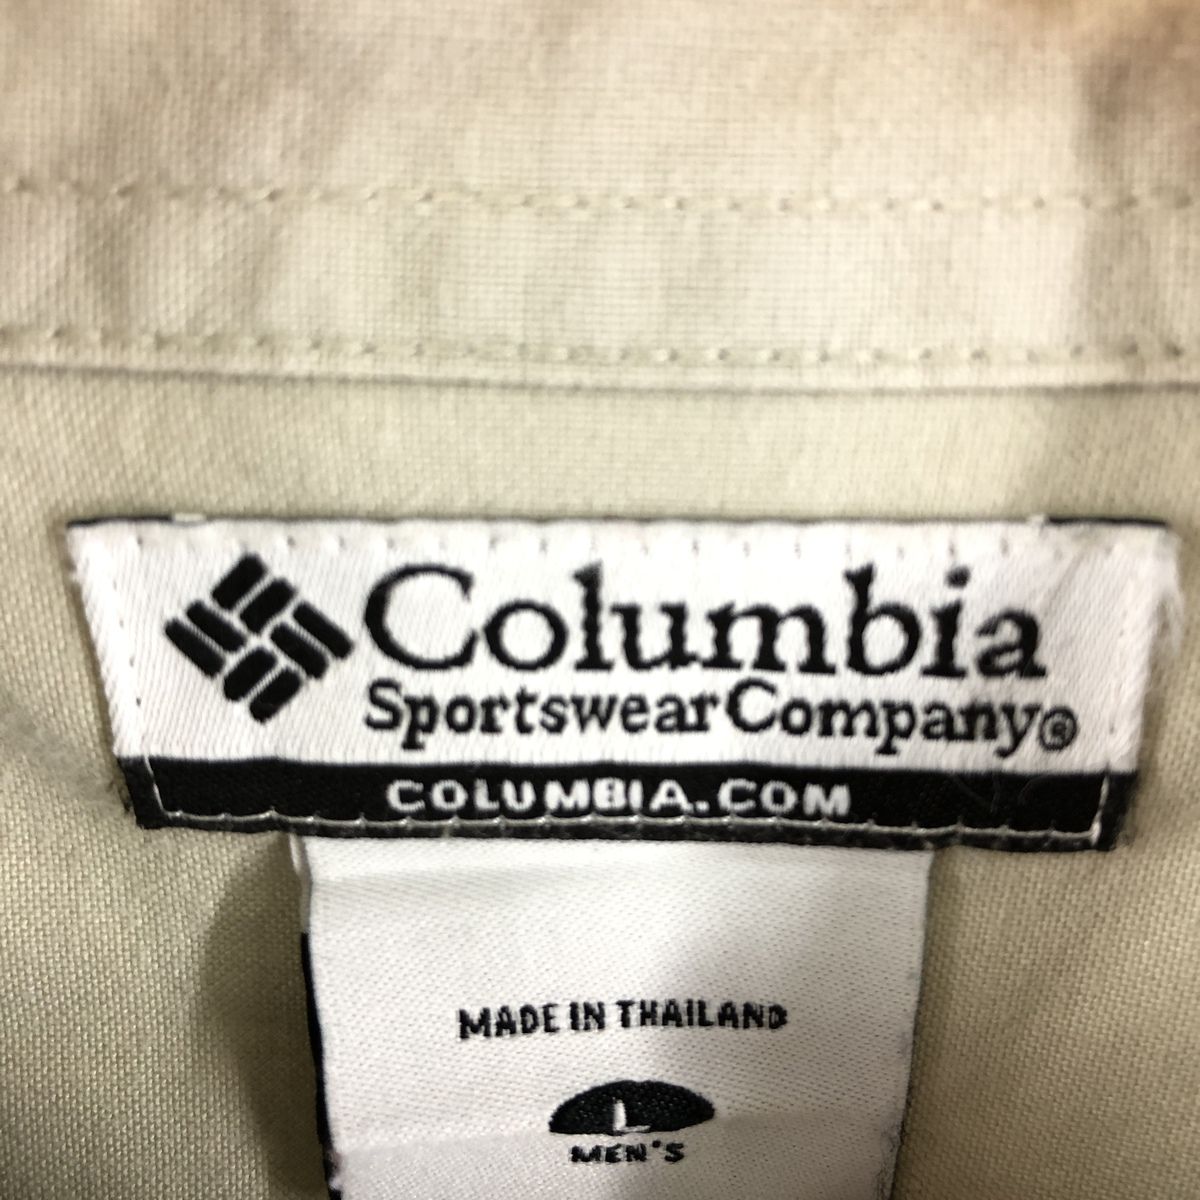 Columbia
Sportswear Company®
COLUMBIA.COM
MADE IN THAILAND
L
MEN'S